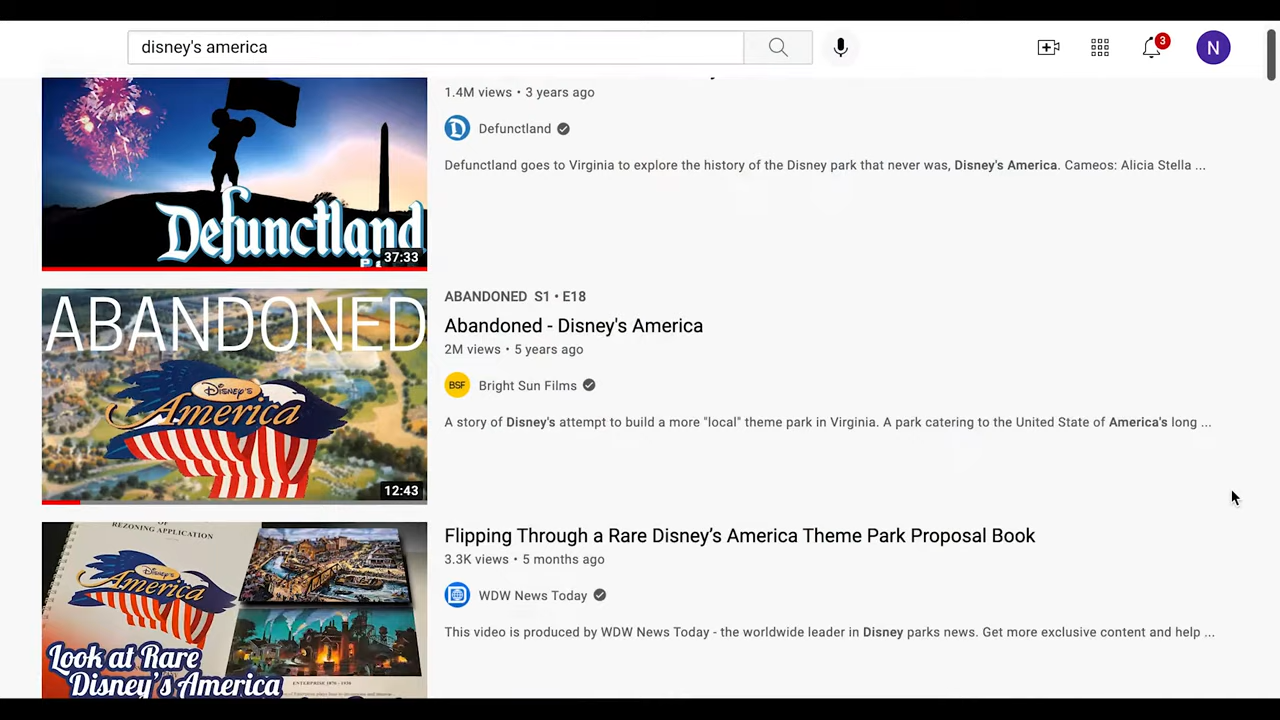 disney's america
3
N
1.4M views • 3 years ago
Defunctland
Defunctland goes to Virginia to explore the history of the Disney park that never was, Disney's America. Cameos: Alicia Stella ...
Defunctland
37:33
ABANDONED S1 • E18
Abandoned - Disney's America
2M views • 5 years ago
BSF Bright Sun Films
A story of Disney's attempt to build a more "local" theme park in Virginia. A park catering to the United State of America's long ...
ABANDONED
Disney's
America
12:43
Flipping Through a Rare Disney’s America Theme Park Proposal Book
3.3K views • 5 months ago
WDW News Today
This video is produced by WDW News Today - the worldwide leader in Disney parks news. Get more exclusive content and help ...
OF
REZONING APPLICATION
Disney's
America
Look at Rare
Disney's America